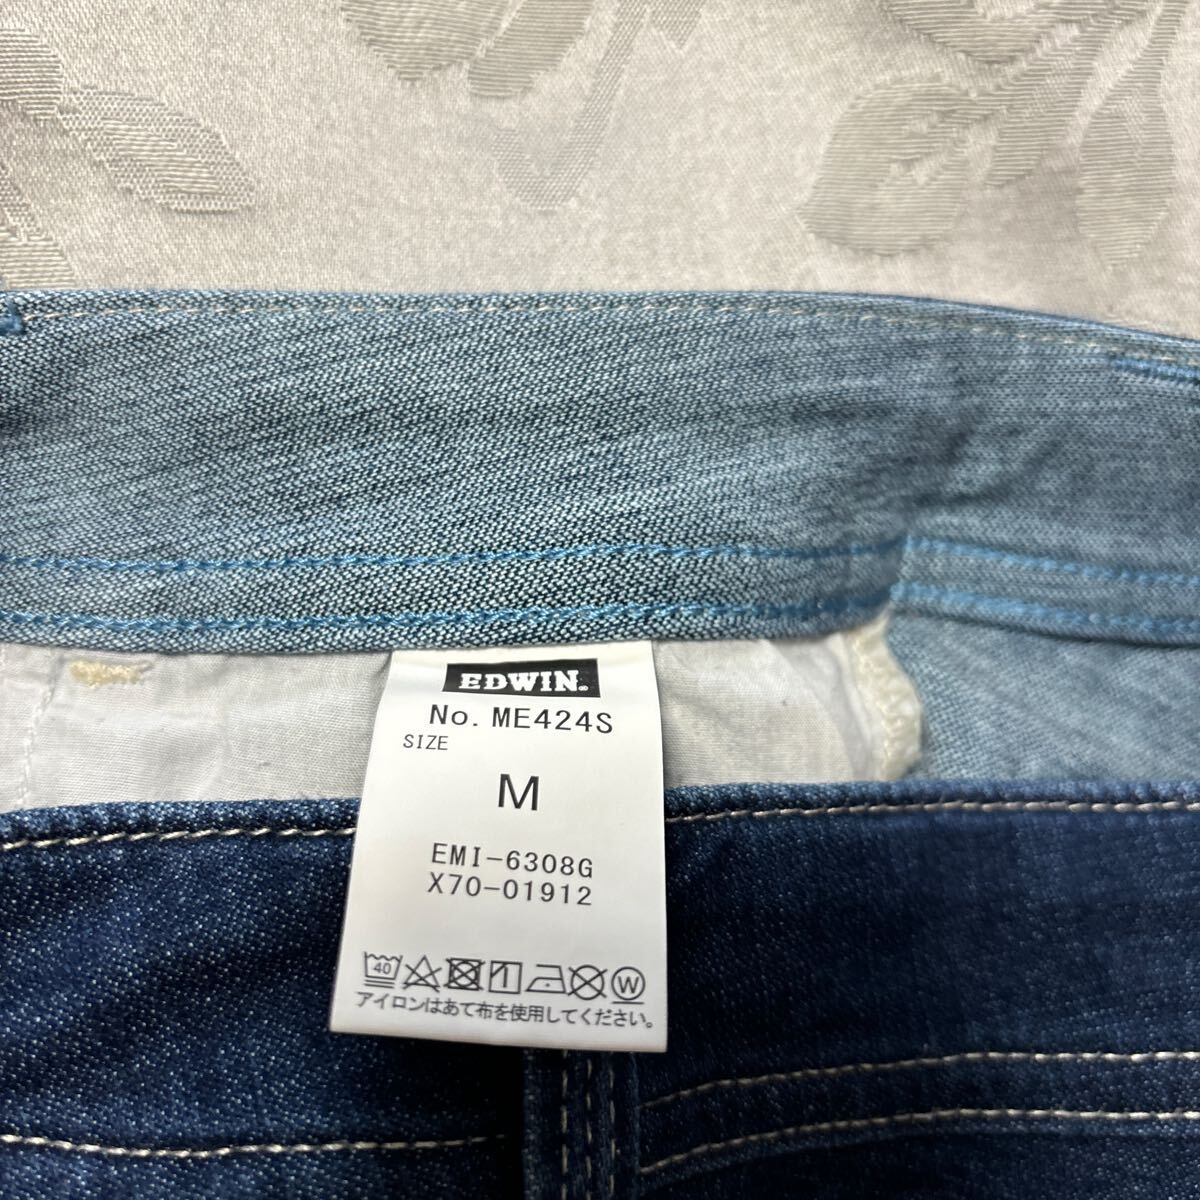 EDWIN®
No. ME424S
SIZE
M
EMI-6308G
X70-01912
40 W
アイロンはあて布を使用してください。